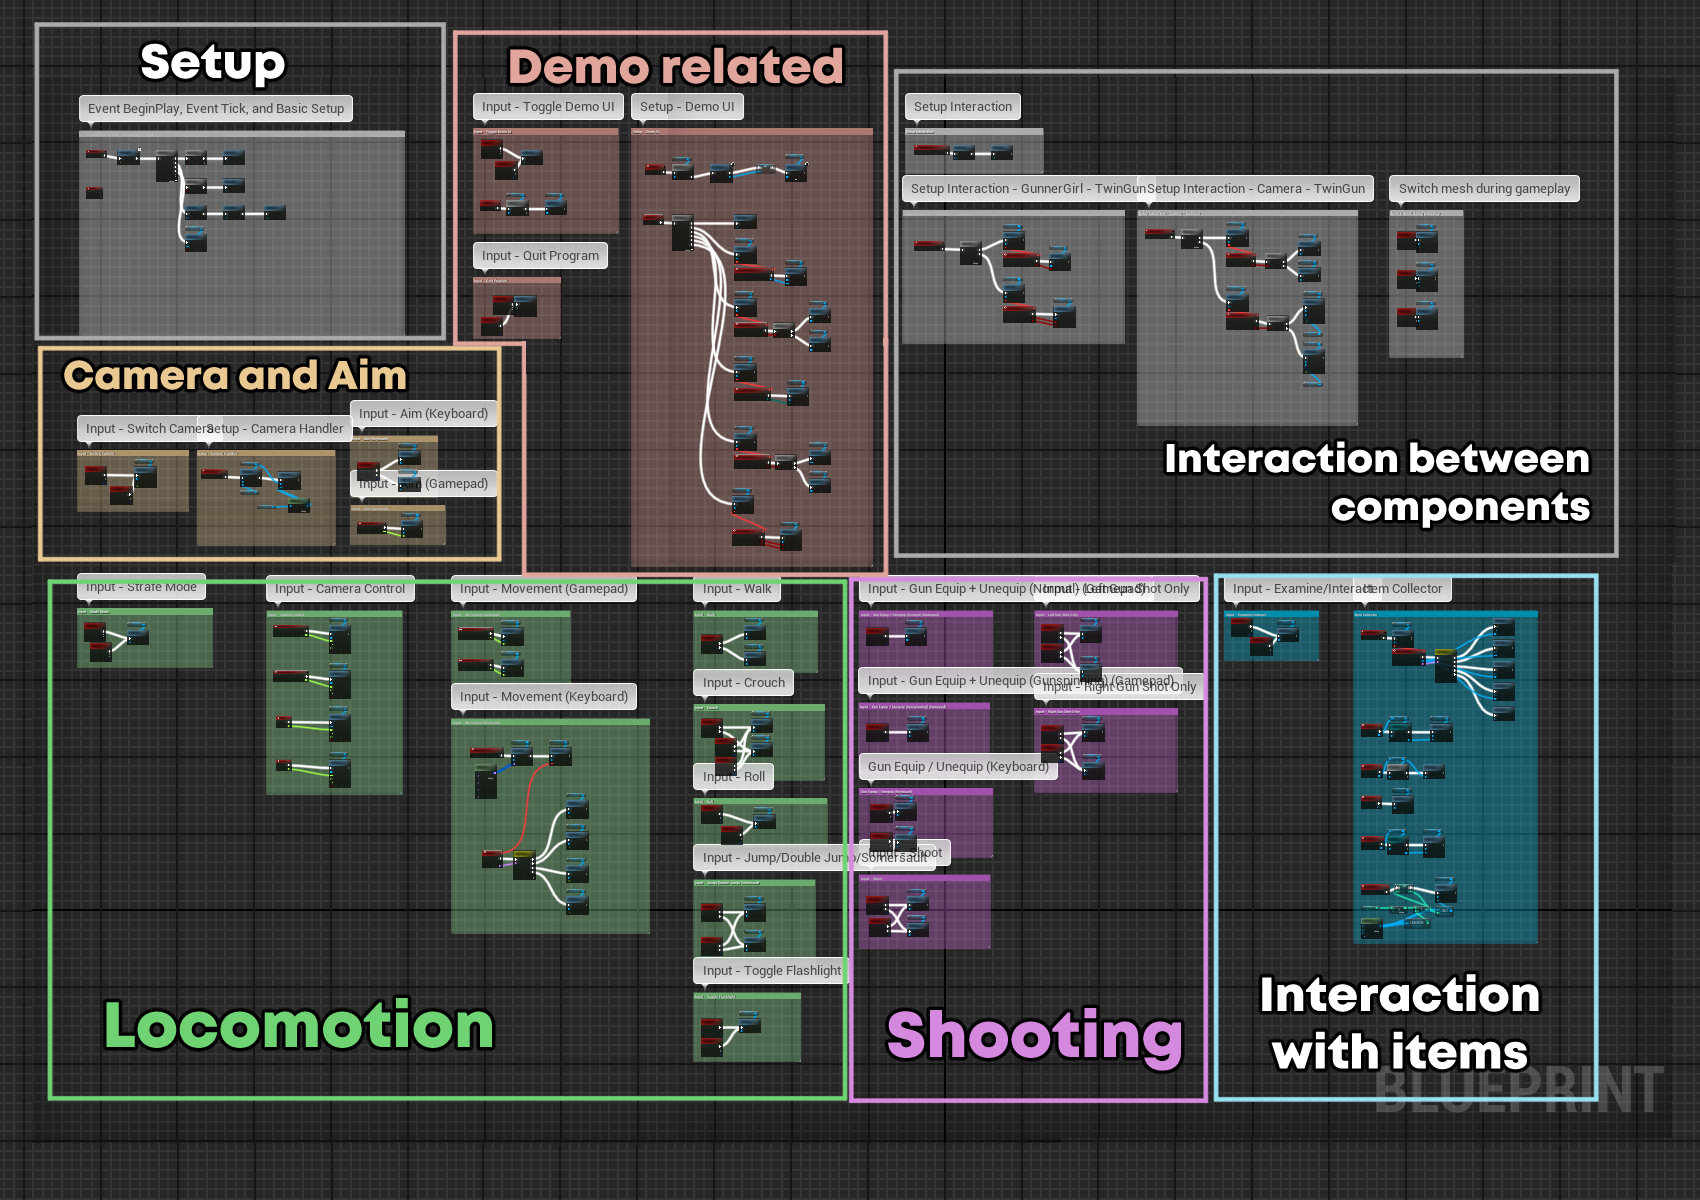 Setup
Event BeginPlay, Event Tick, and Basic Setup
Demo related
Input - Toggle Demo UI
Setup - Demo UI
Input - Quit Program
Setup Interaction
Setup Interaction - GunnerGirl - TwinGun
Setup Interaction - Camera - TwinGun
Switch mesh during gameplay
Interaction between
components
Camera and Aim
Input - Switch Camera
Setup - Camera Handler
Input - Aim (Keyboard)
Input - Aim (Gamepad)
Input - Strafe Mode
Input - Camera Control
Input - Movement (Gamepad)
Input - Movement (Keyboard)
Input - Walk
Input - Crouch
Input - Roll
Input - Jump/Double Jump/Somersault
Input - Toggle Flashlight
Locomotion
Input - Gun Equip + Unequip (Normal) (Gamepad)
Input - Left Gun Shot Only
Input - Gun Equip + Unequip (Gunspinning) (Gamepad)
Input - Right Gun Shot Only
Gun Equip / Unequip (Keyboard)
Input - Shoot
Shooting
Input - Examine/Interact
Item Collector
Interaction
with items
BLUEPRINT